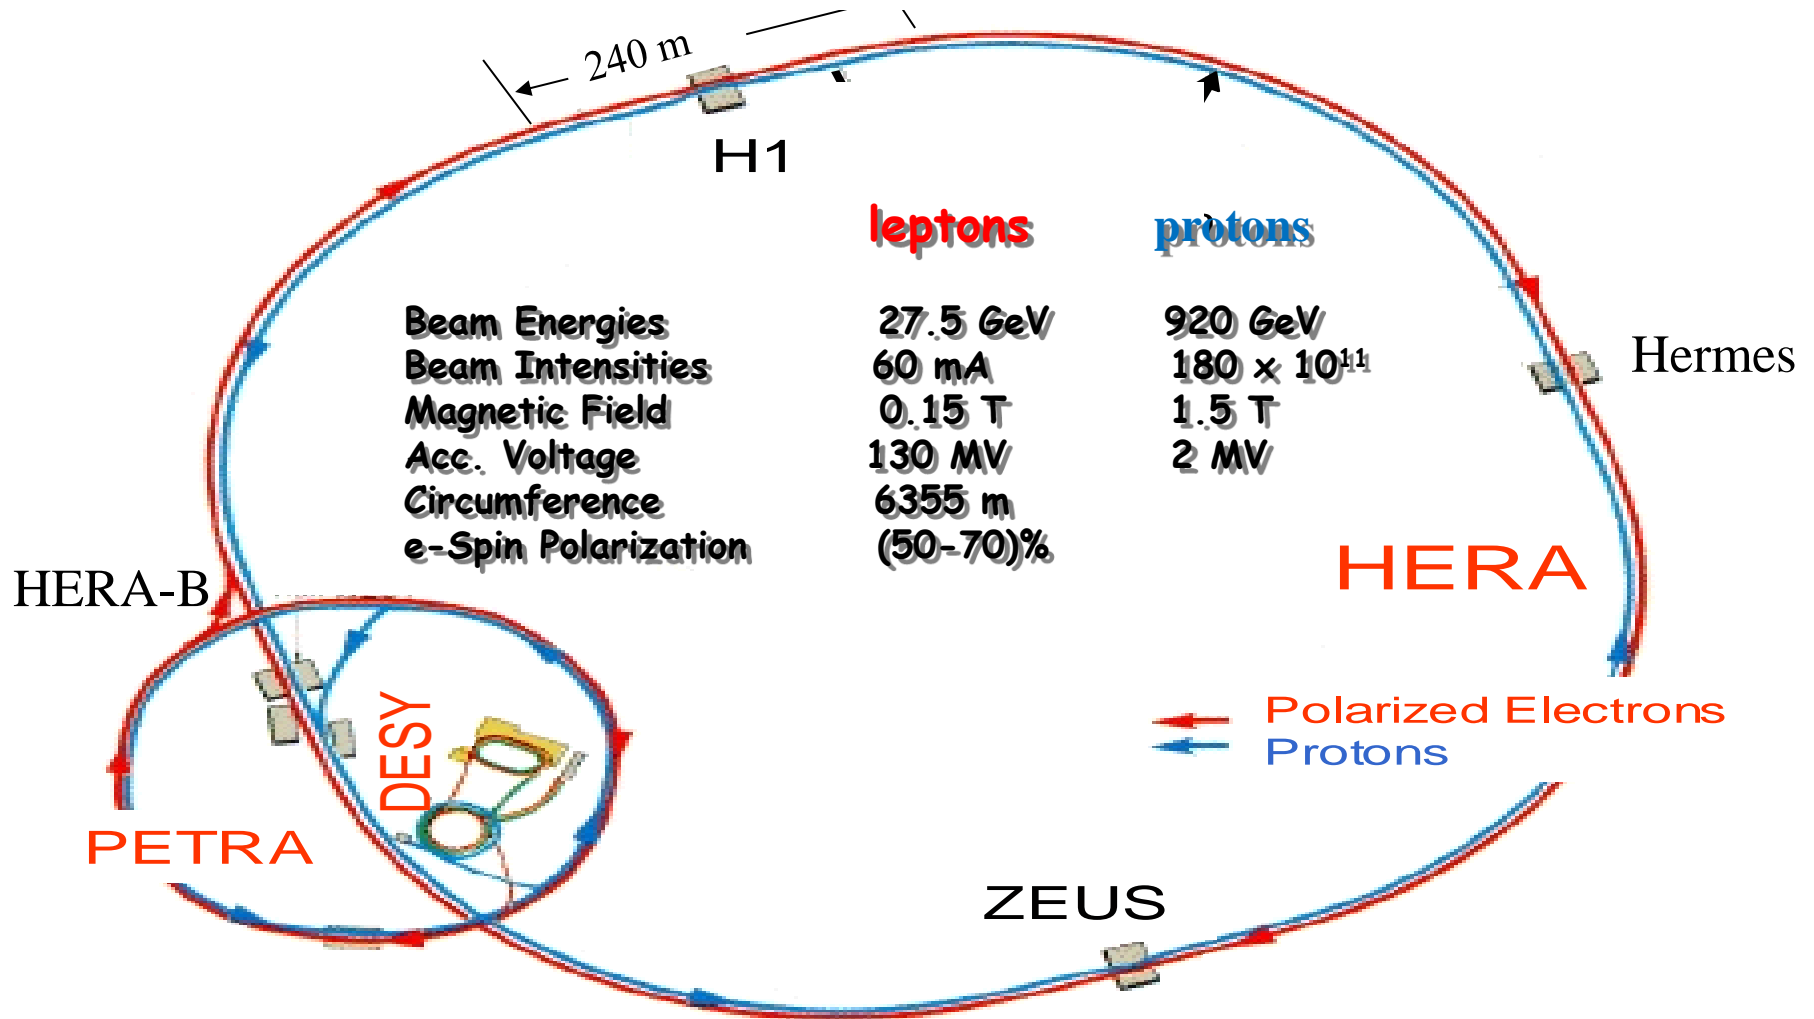 240 m
H1
leptons protons
Beam Energies 27.5 GeV 920 GeV
Beam Intensities 60 mA 180 x 10¹¹
Magnetic Field 0.15 T 1.5 T
Acc. Voltage 130 MV 2 MV
Circumference 6355 m
e-Spin Polarization (50-70)%
Hermes
HERA
HERA-B
DESY
Polarized Electrons
Protons
PETRA
ZEUS